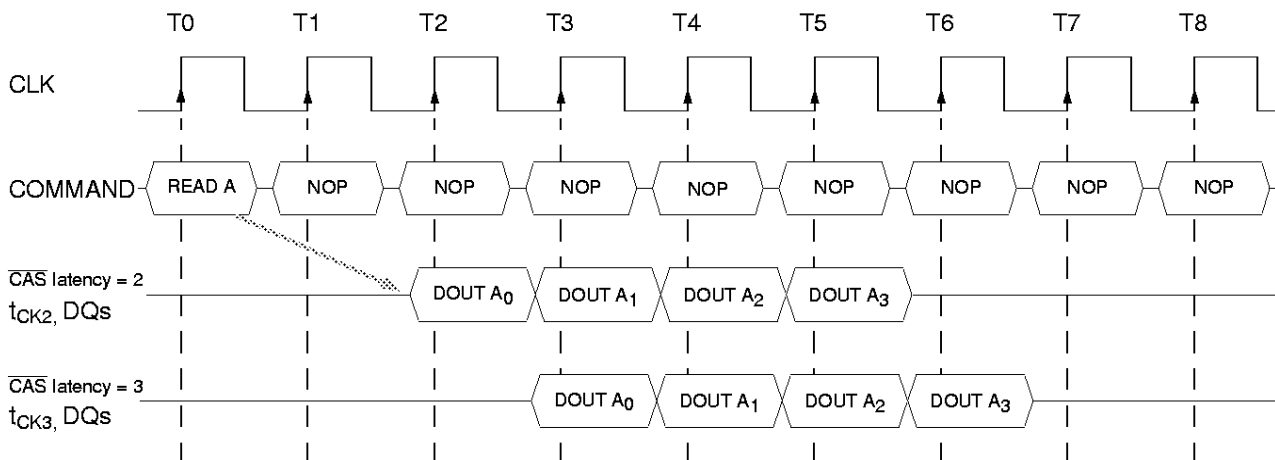 T0 T1 T2 T3 T4 T5 T6 T7 T8
CLK
COMMAND READ A NOP NOP NOP NOP NOP NOP NOP NOP
CAS latency = 2
tCK2, DQs DOUT A0 DOUT A1 DOUT A2 DOUT A3
CAS latency = 3
tCK3, DQs DOUT A0 DOUT A1 DOUT A2 DOUT A3